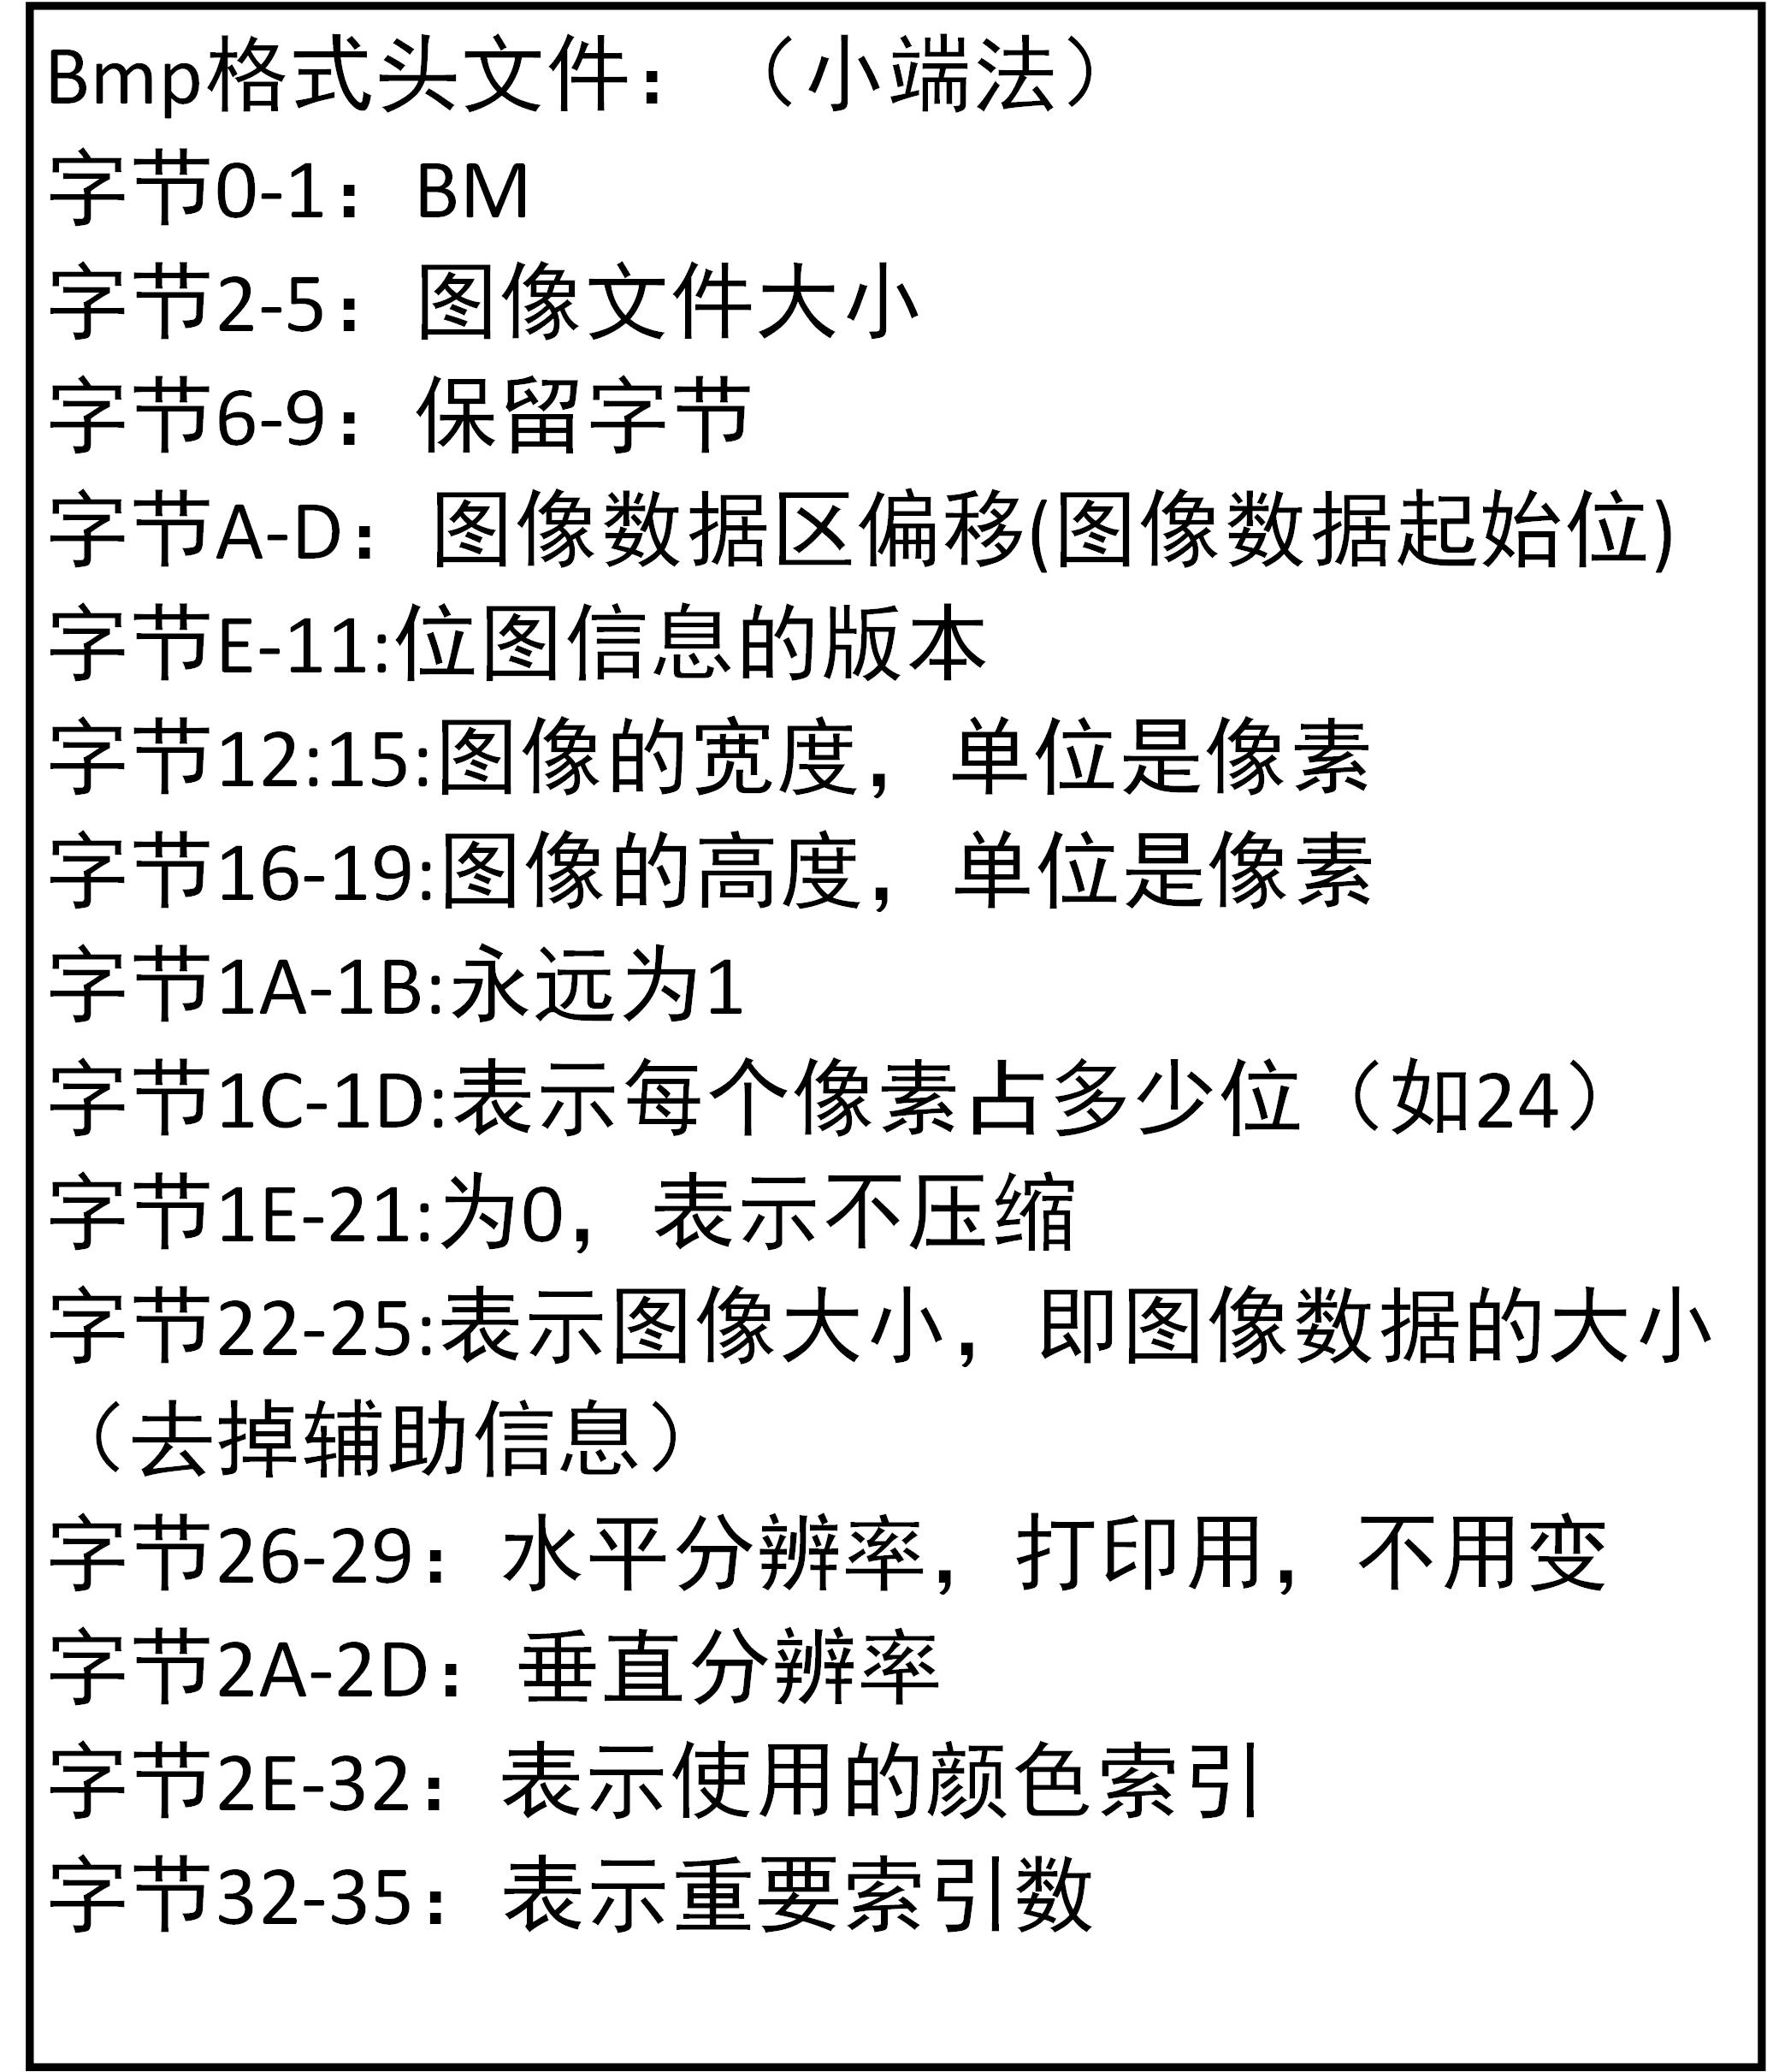 Bmp格式头文件：（小端法）
字节0-1：BM
字节2-5：图像文件大小
字节6-9：保留字节
字节A-D：图像数据区偏移(图像数据起始位)
字节E-11:位图信息的版本
字节12:15:图像的宽度，单位是像素
字节16-19:图像的高度，单位是像素
字节1A-1B:永远为1
字节1C-1D:表示每个像素占多少位（如24）
字节1E-21:为0，表示不压缩
字节22-25:表示图像大小，即图像数据的大小
（去掉辅助信息）
字节26-29：水平分辨率，打印用，不用变
字节2A-2D：垂直分辨率
字节2E-32：表示使用的颜色索引
字节32-35：表示重要索引数